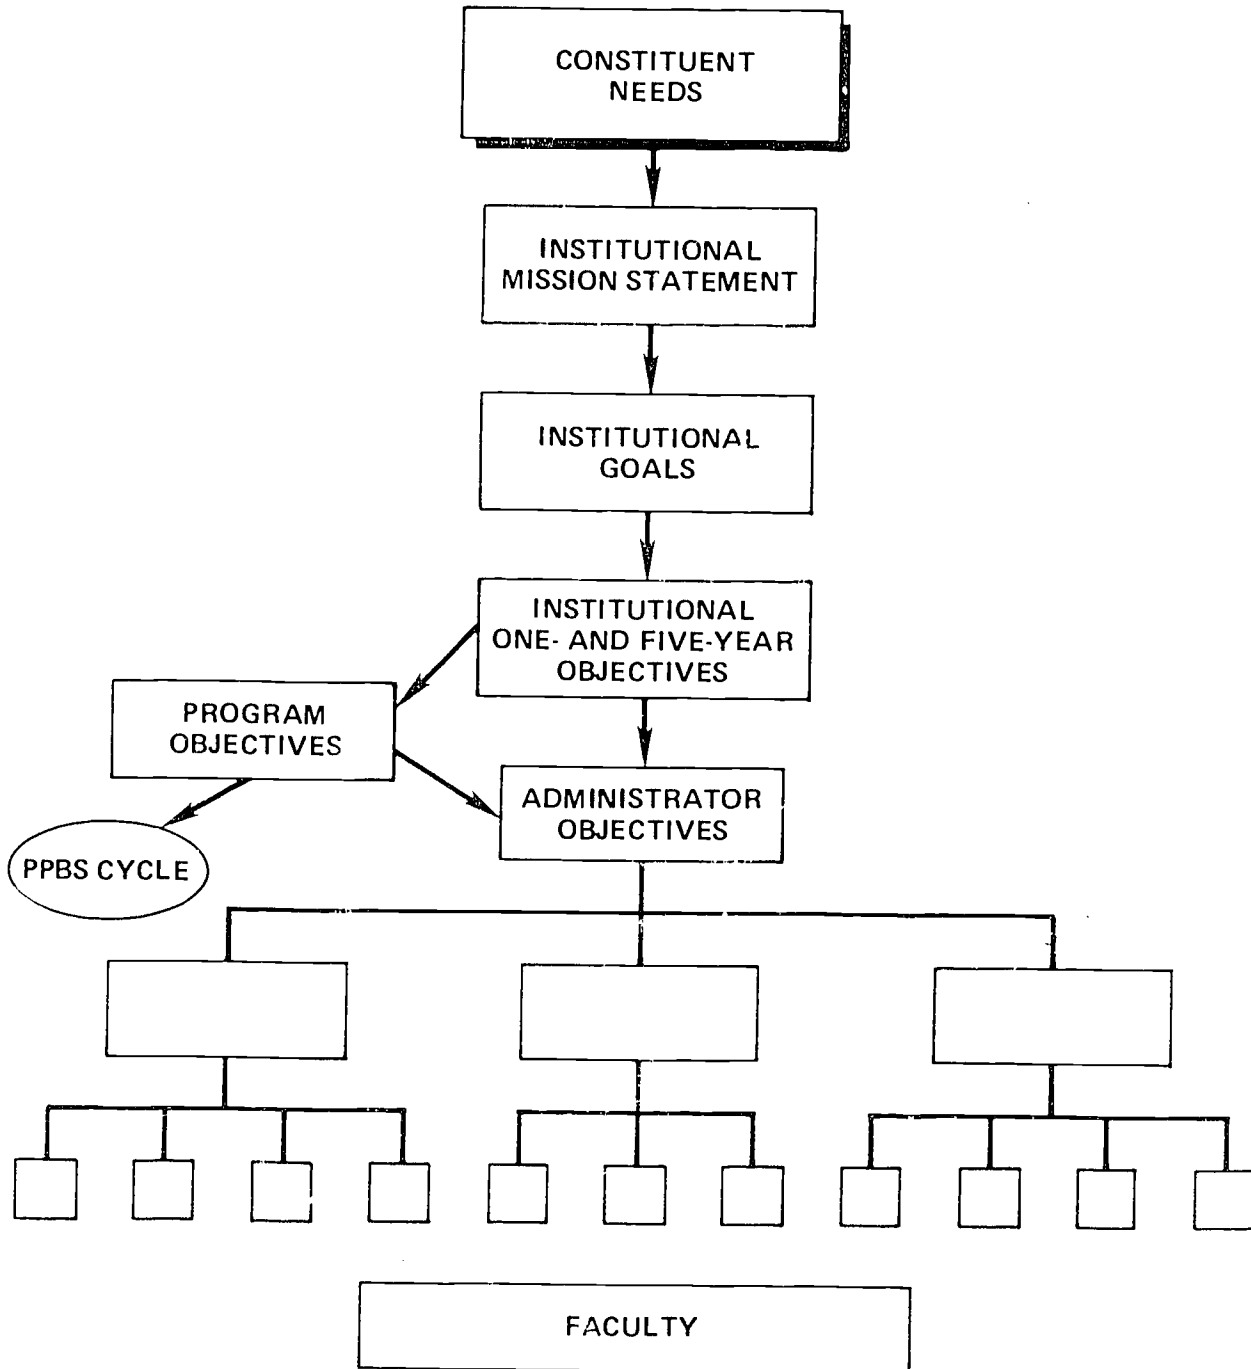 CONSTITUENT
NEEDS
INSTITUTIONAL
MISSION STATEMENT
INSTITUTIONAL
GOALS
INSTITUTIONAL
ONE- AND FIVE-YEAR
OBJECTIVES
PROGRAM
OBJECTIVES
ADMINISTRATOR
OBJECTIVES
PPBS CYCLE
FACULTY